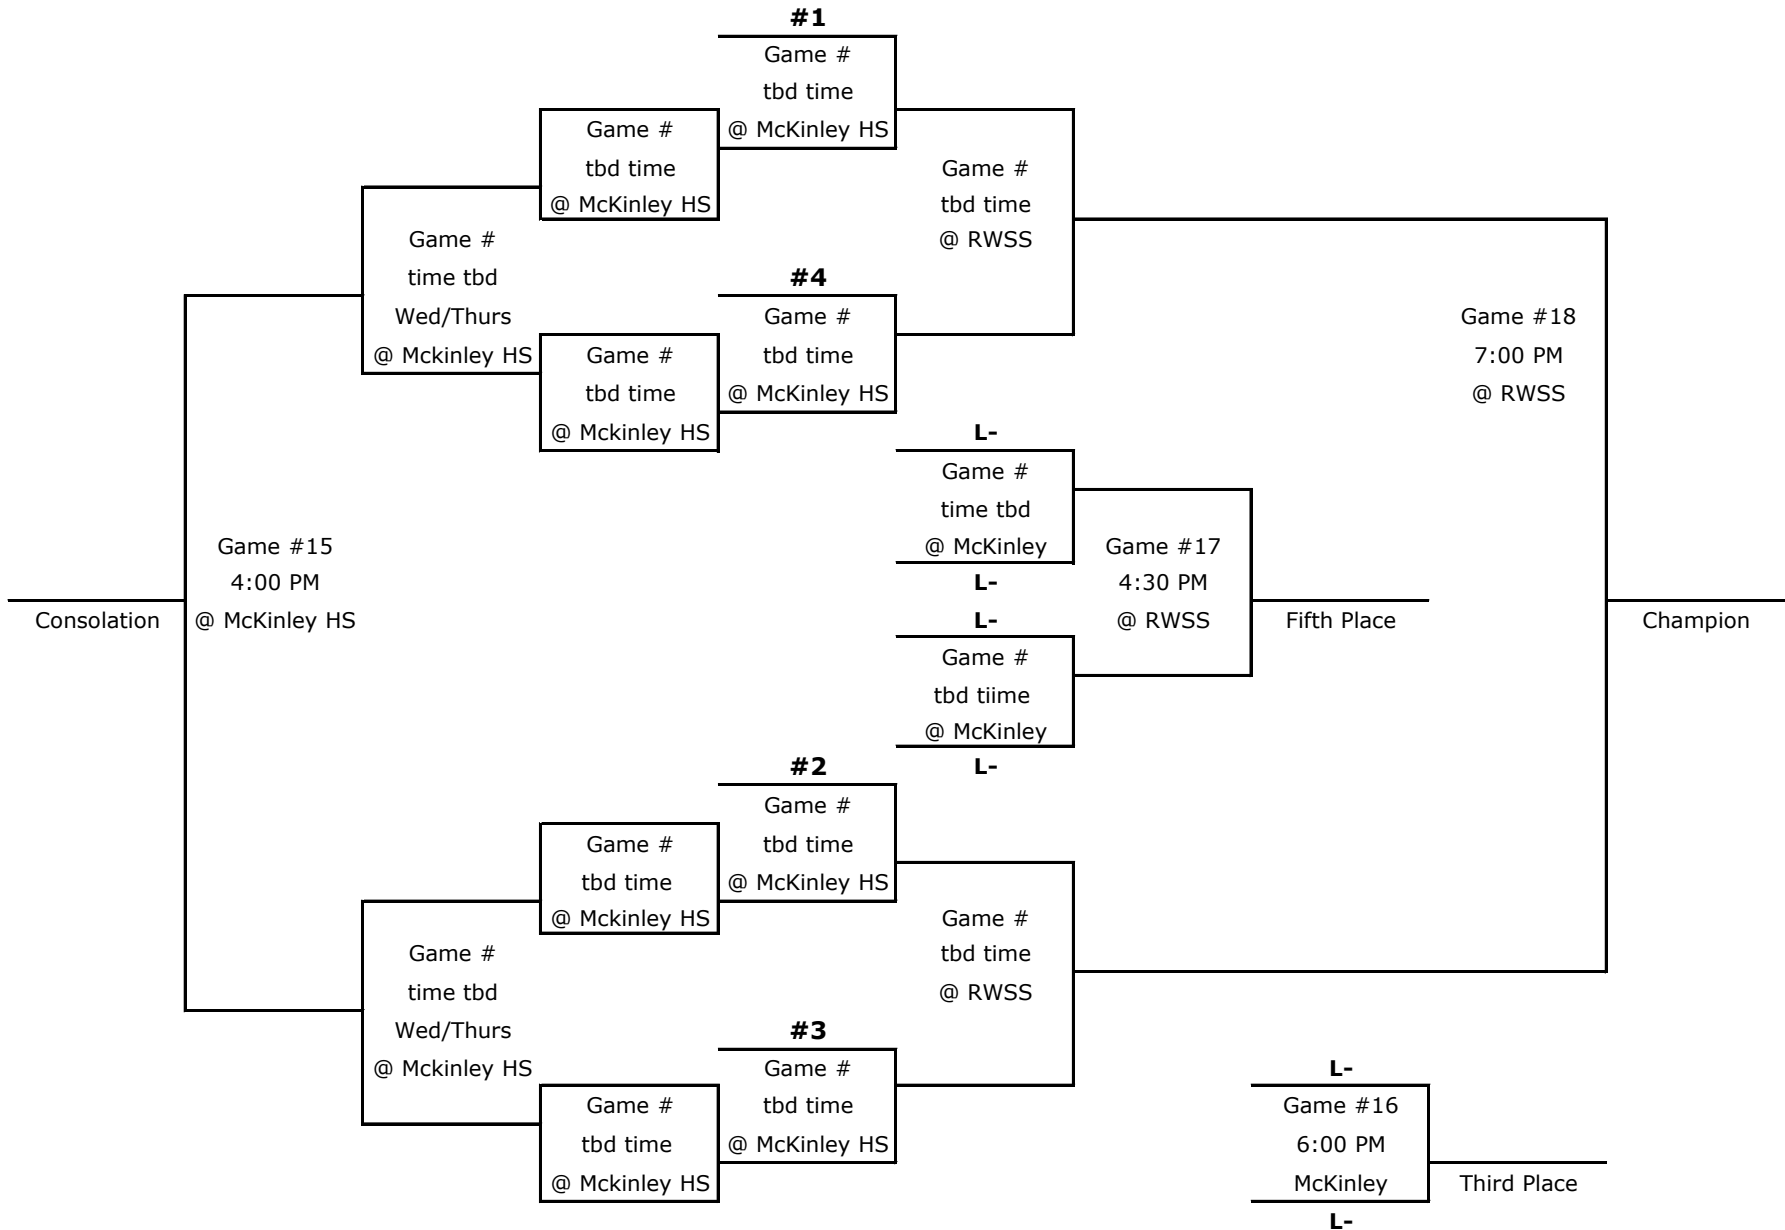 #1
Game #
tbd time
@ McKinley HS
Game #
tbd time
@ McKinley HS
Game #
tbd time
@ RWSS
Game #
time tbd
Wed/Thurs
@ Mckinley HS
#4
Game #
tbd time
@ McKinley HS
Game #
tbd time
@ Mckinley HS
Game #18
7:00 PM
@ RWSS
L-
Game #
time tbd
@ McKinley
L-
Game #15
4:00 PM
@ McKinley HS
Consolation
Game #17
4:30 PM
@ RWSS
Fifth Place
Champion
L-
Game #
tbd tiime
@ McKinley
L-
#2
Game #
tbd time
@ McKinley HS
Game #
tbd time
@ Mckinley HS
Game #
tbd time
@ RWSS
Game #
time tbd
Wed/Thurs
@ Mckinley HS
#3
Game #
tbd time
@ McKinley HS
Game #
tbd time
@ Mckinley HS
L-
Game #16
6:00 PM
McKinley
Third Place
L-